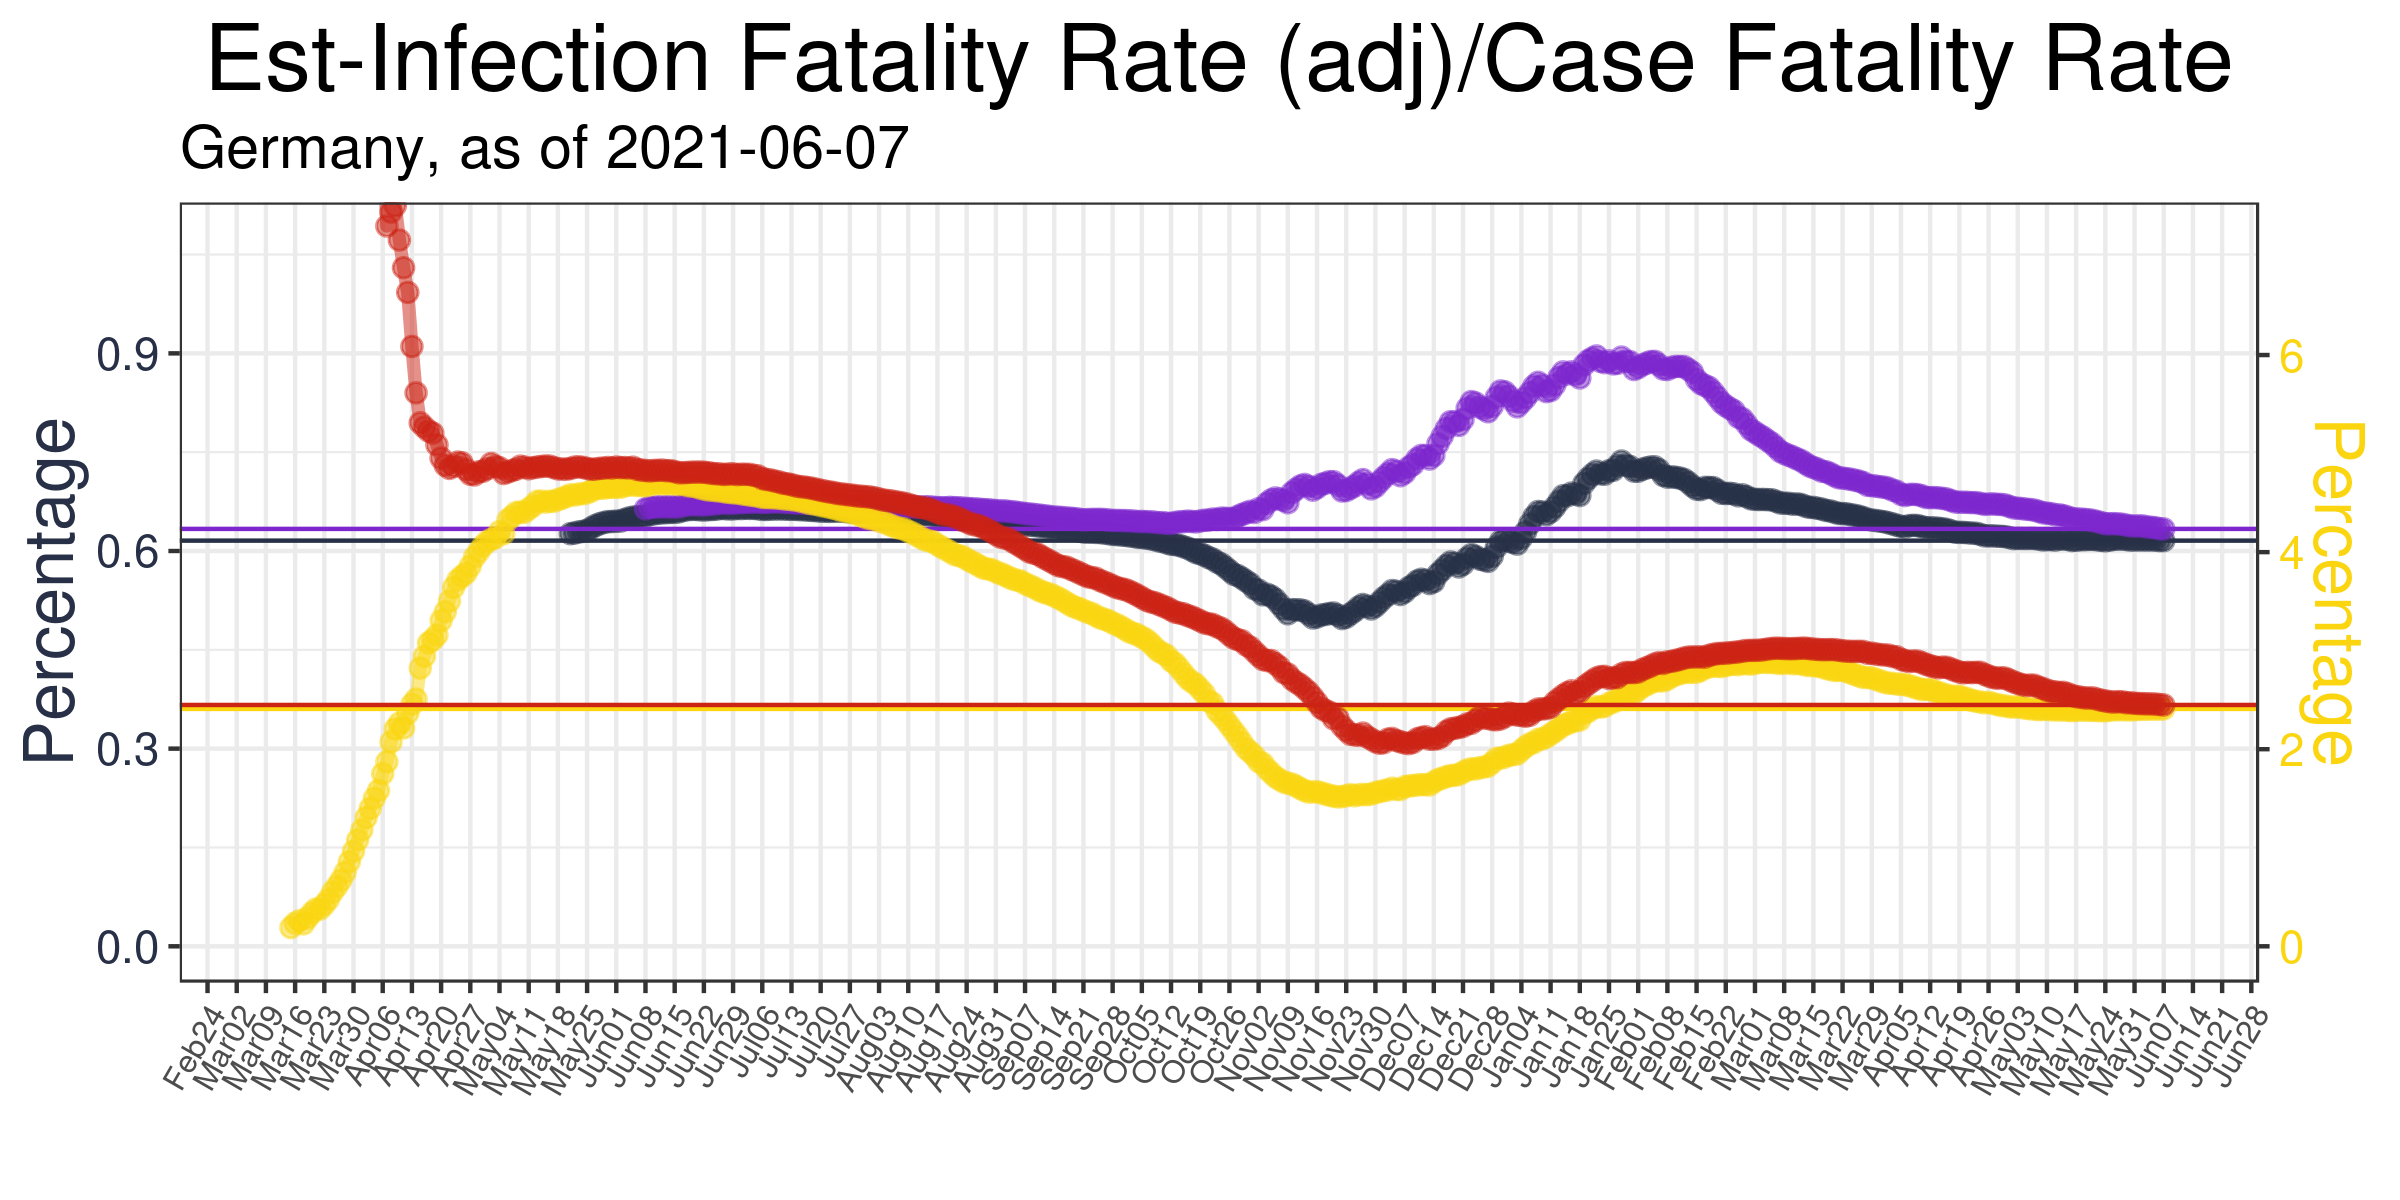 Est-Infection Fatality Rate (adj)/Case Fatality Rate
Germany, as of 2021-06-07
Percentage
0.9
0.6
0.3
0.0
6
4
2
0
Percentage
Feb24
Mar02
Mar09
Mar16
Mar23
Mar30
Apr06
Apr13
Apr20
Apr27
May04
May11
May18
May25
Jun01
Jun08
Jun15
Jun22
Jun29
Jul06
Jul13
Jul20
Jul27
Aug03
Aug10
Aug17
Aug24
Aug31
Sep07
Sep14
Sep21
Sep28
Oct05
Oct12
Oct19
Oct26
Nov02
Nov09
Nov16
Nov23
Nov30
Dec07
Dec14
Dec21
Dec28
Jan04
Jan11
Jan18
Jan25
Feb01
Feb08
Feb15
Feb22
Mar01
Mar08
Mar15
Mar22
Mar29
Apr05
Apr12
Apr19
Apr26
May03
May10
May17
May24
May31
Jun07
Jun14
Jun21
Jun28